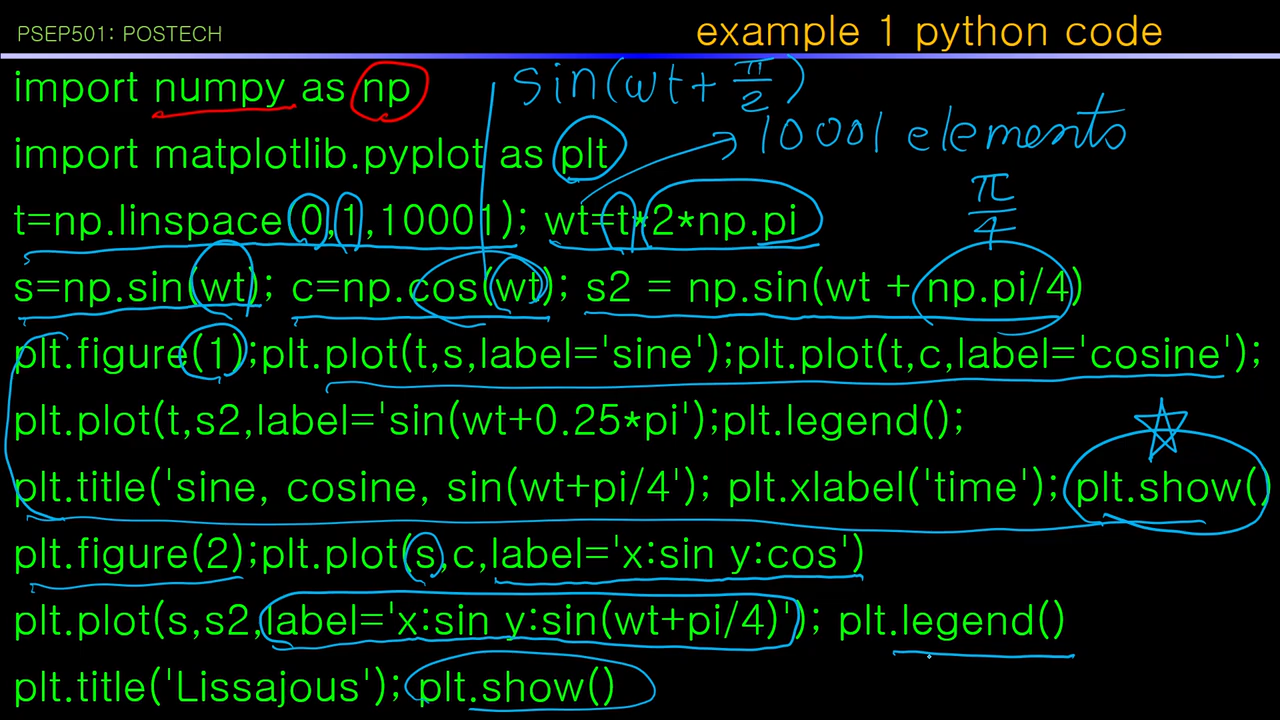 PSEP501: POSTECH
example 1 python code
import numpy as np
sin(wt + π/2)
import matplotlib.pyplot as plt
10001 elements
π/4
t=np.linspace(0,1,10001); wt=t*2*np.pi
s=np.sin(wt); c=np.cos(wt); s2 = np.sin(wt + np.pi/4)
plt.figure(1);plt.plot(t,s,label='sine');plt.plot(t,c,label='cosine');
plt.plot(t,s2,label='sin(wt+0.25*pi');plt.legend();
plt.title('sine, cosine, sin(wt+pi/4'); plt.xlabel('time'); plt.show()
plt.figure(2);plt.plot(s,c,label='x:sin y:cos')
plt.plot(s,s2,label='x:sin y:sin(wt+pi/4)'); plt.legend()
plt.title('Lissajous'); plt.show()